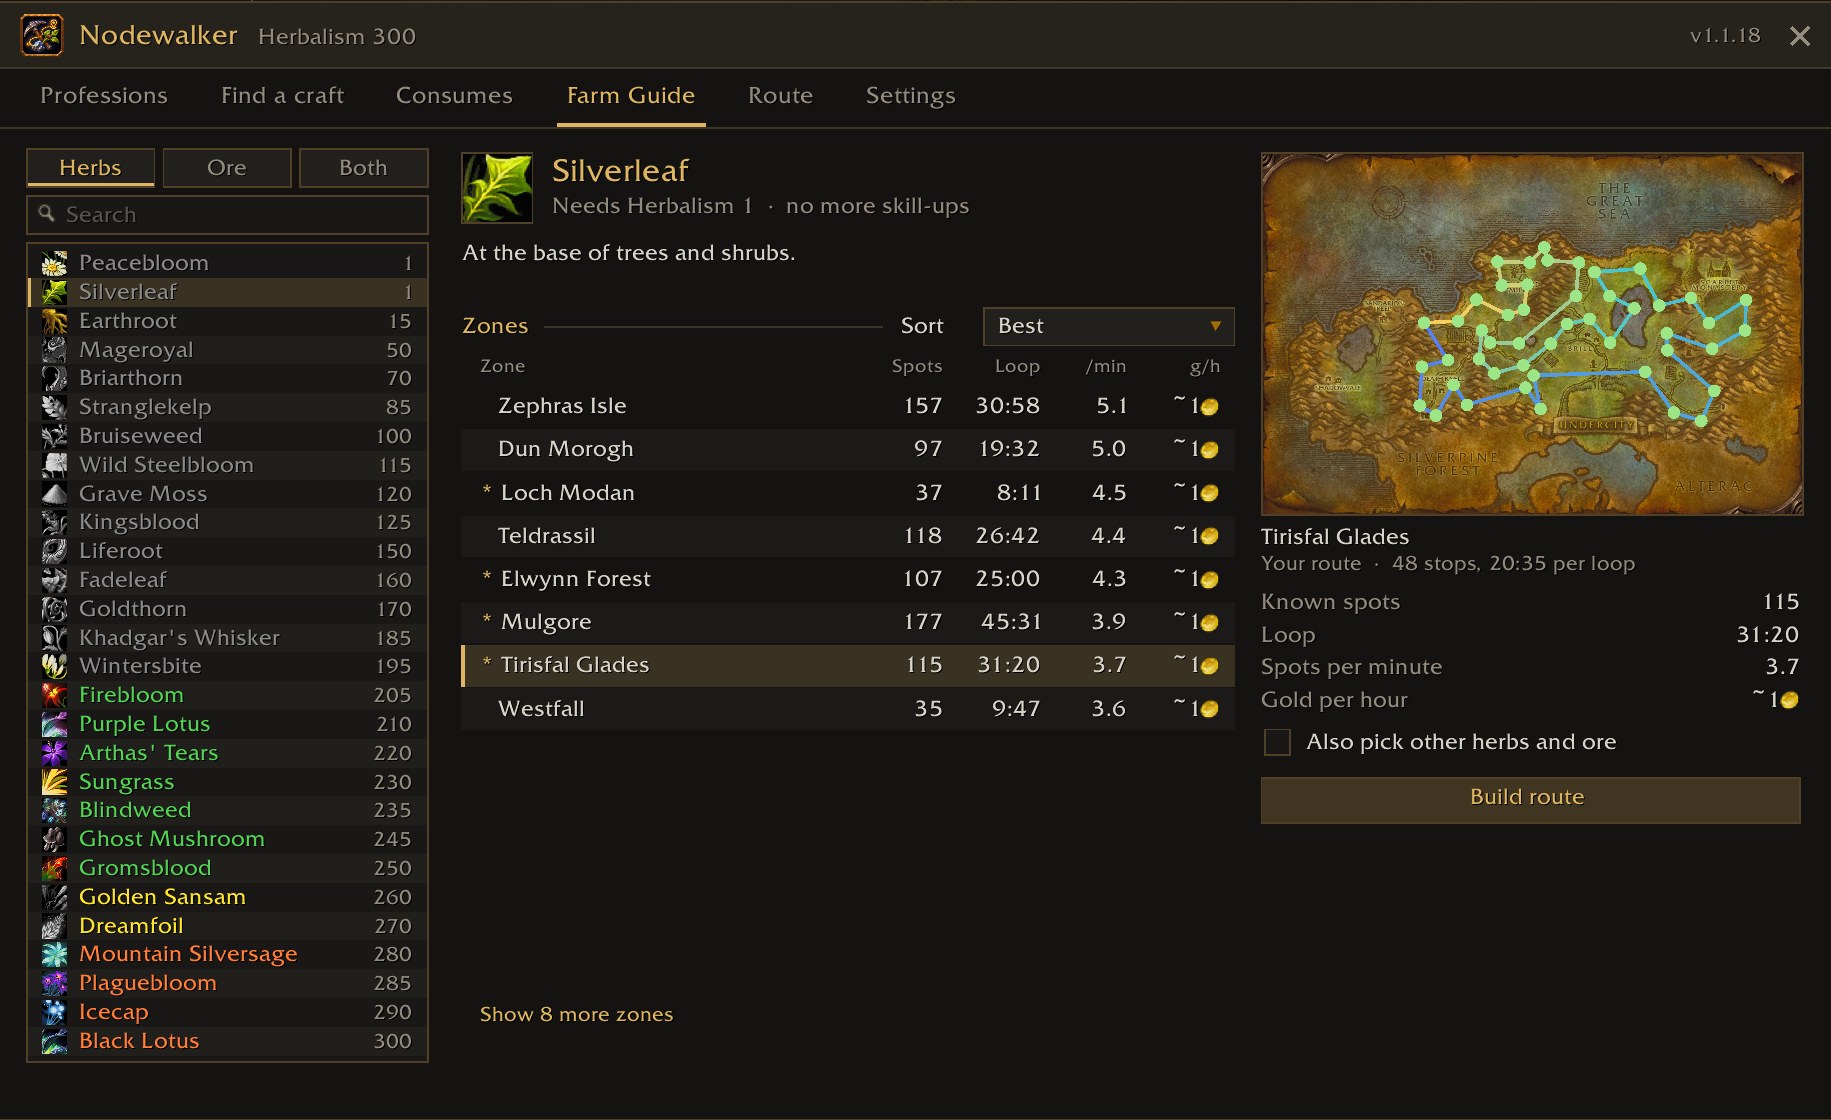 Nodewalker Herbalism 300 v1.1.18
Professions Find a craft Consumes Farm Guide Route Settings
Herbs Ore Both
Search
Peacebloom 1
Silverleaf 1
Earthroot 15
Mageroyal 50
Briarthorn 70
Stranglekelp 85
Bruiseweed 100
Wild Steelbloom 115
Grave Moss 120
Kingsblood 125
Liferoot 150
Fadeleaf 160
Goldthorn 170
Khadgar's Whisker 185
Wintersbite 195
Firebloom 205
Purple Lotus 210
Arthas' Tears 220
Sungrass 230
Blindweed 235
Ghost Mushroom 245
Gromsblood 250
Golden Sansam 260
Dreamfoil 270
Mountain Silversage 280
Plaguebloom 285
Icecap 290
Black Lotus 300
Silverleaf
Needs Herbalism 1 · no more skill-ups
At the base of trees and shrubs.
Zones Sort Best
Zone Spots Loop /min g/h
Zephras Isle 157 30:58 5.1 ~1
Dun Morogh 97 19:32 5.0 ~1
* Loch Modan 37 8:11 4.5 ~1
Teldrassil 118 26:42 4.4 ~1
* Elwynn Forest 107 25:00 4.3 ~1
* Mulgore 177 45:31 3.9 ~1
* Tirisfal Glades 115 31:20 3.7 ~1
Westfall 35 9:47 3.6 ~1
Show 8 more zones
THE
GREAT
SEA
BRILL
UNDERCITY
SILVERPINE
FOREST
ALTERAC
Tirisfal Glades
Your route · 48 stops, 20:35 per loop
Known spots 115
Loop 31:20
Spots per minute 3.7
Gold per hour ~1
Also pick other herbs and ore
Build route